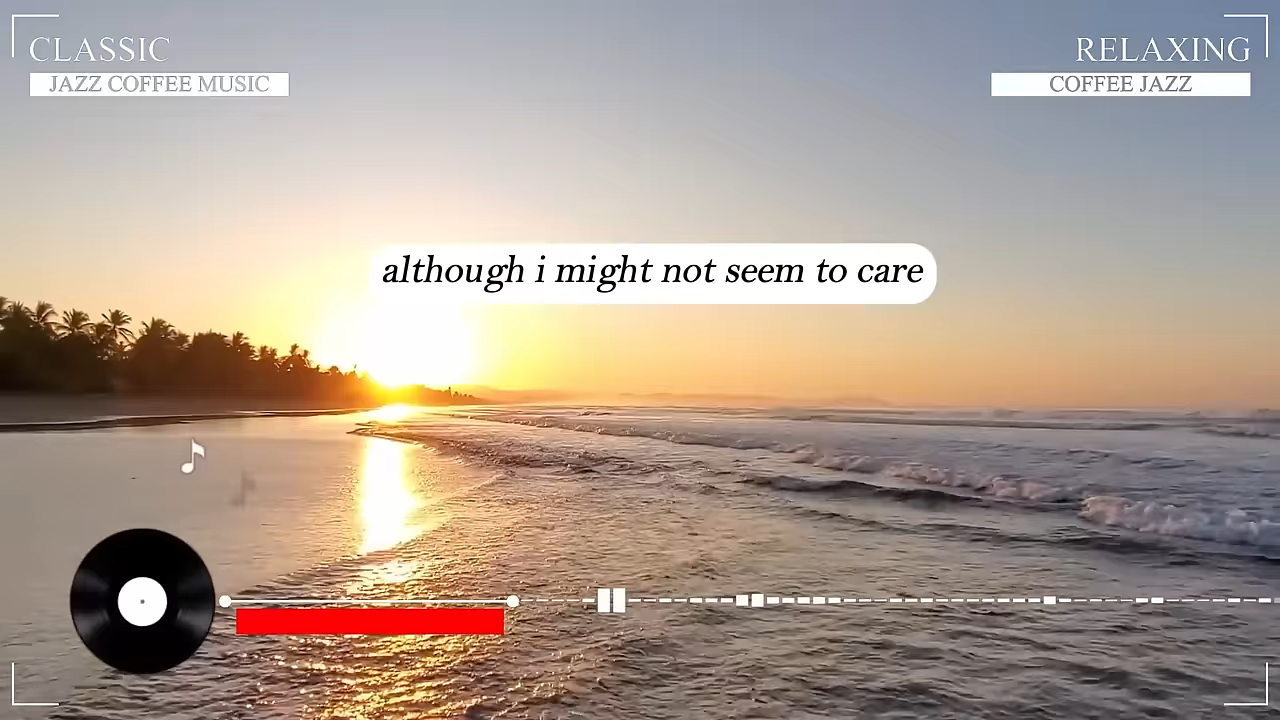 CLASSIC
JAZZ COFFEE MUSIC
RELAXING
COFFEE JAZZ
although i might not seem to care